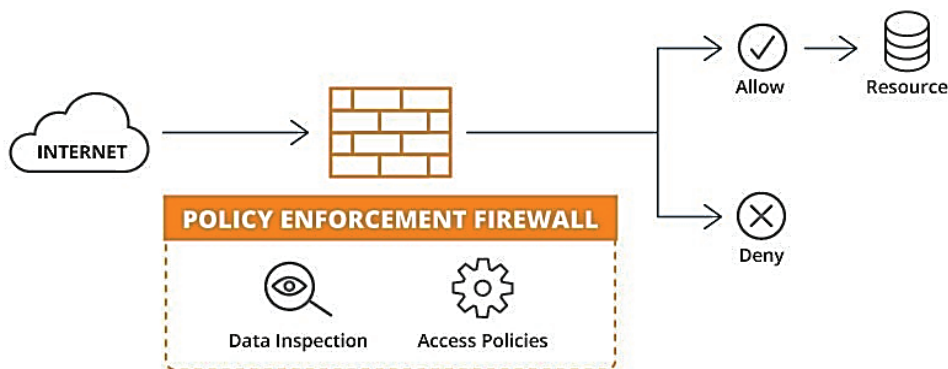 INTERNET
Allow
Resource
POLICY ENFORCEMENT FIREWALL
Data Inspection
Access Policies
Deny